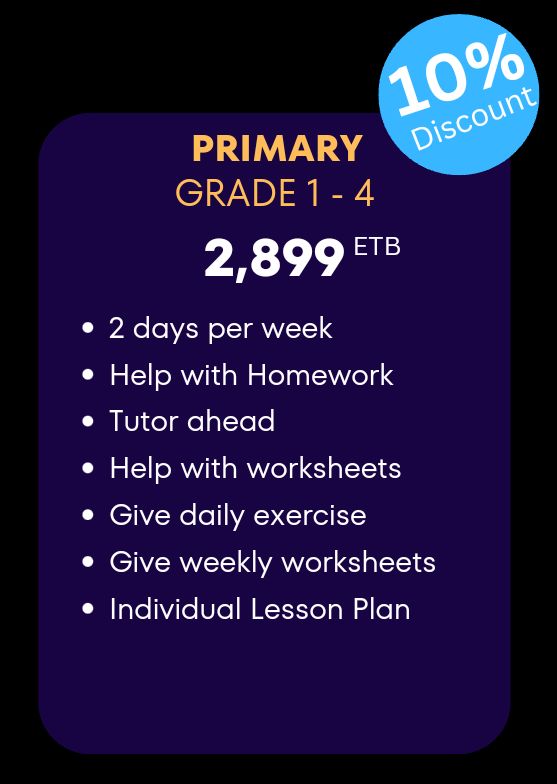 10%
Discount
PRIMARY
GRADE 1 - 4
2,899 ETB
• 2 days per week
• Help with Homework
• Tutor ahead
• Help with worksheets
• Give daily exercise
• Give weekly worksheets
• Individual Lesson Plan